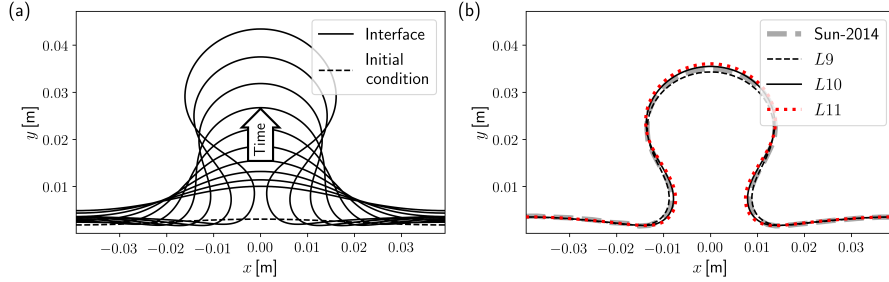 (a)
0.04
0.03
0.02
0.01
y [m]
Interface
Initial
condition
Time
−0.03 −0.02 −0.01 0.00 0.01 0.02 0.03
x [m]
(b)
0.04
0.03
0.02
0.01
y [m]
Sun-2014
L9
L10
L11
−0.03 −0.02 −0.01 0.00 0.01 0.02 0.03
x [m]